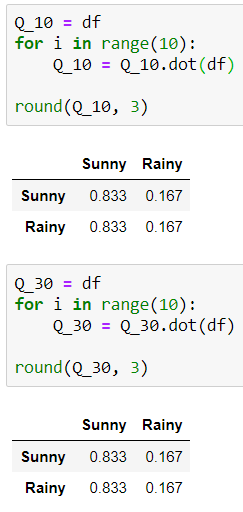 Q_10 = df
for i in range(10):
    Q_10 = Q_10.dot(df)
round(Q_10, 3)
Sunny Rainy
Sunny 0.833 0.167
Rainy 0.833 0.167
Q_30 = df
for i in range(10):
    Q_30 = Q_30.dot(df)
round(Q_30, 3)
Sunny Rainy
Sunny 0.833 0.167
Rainy 0.833 0.167